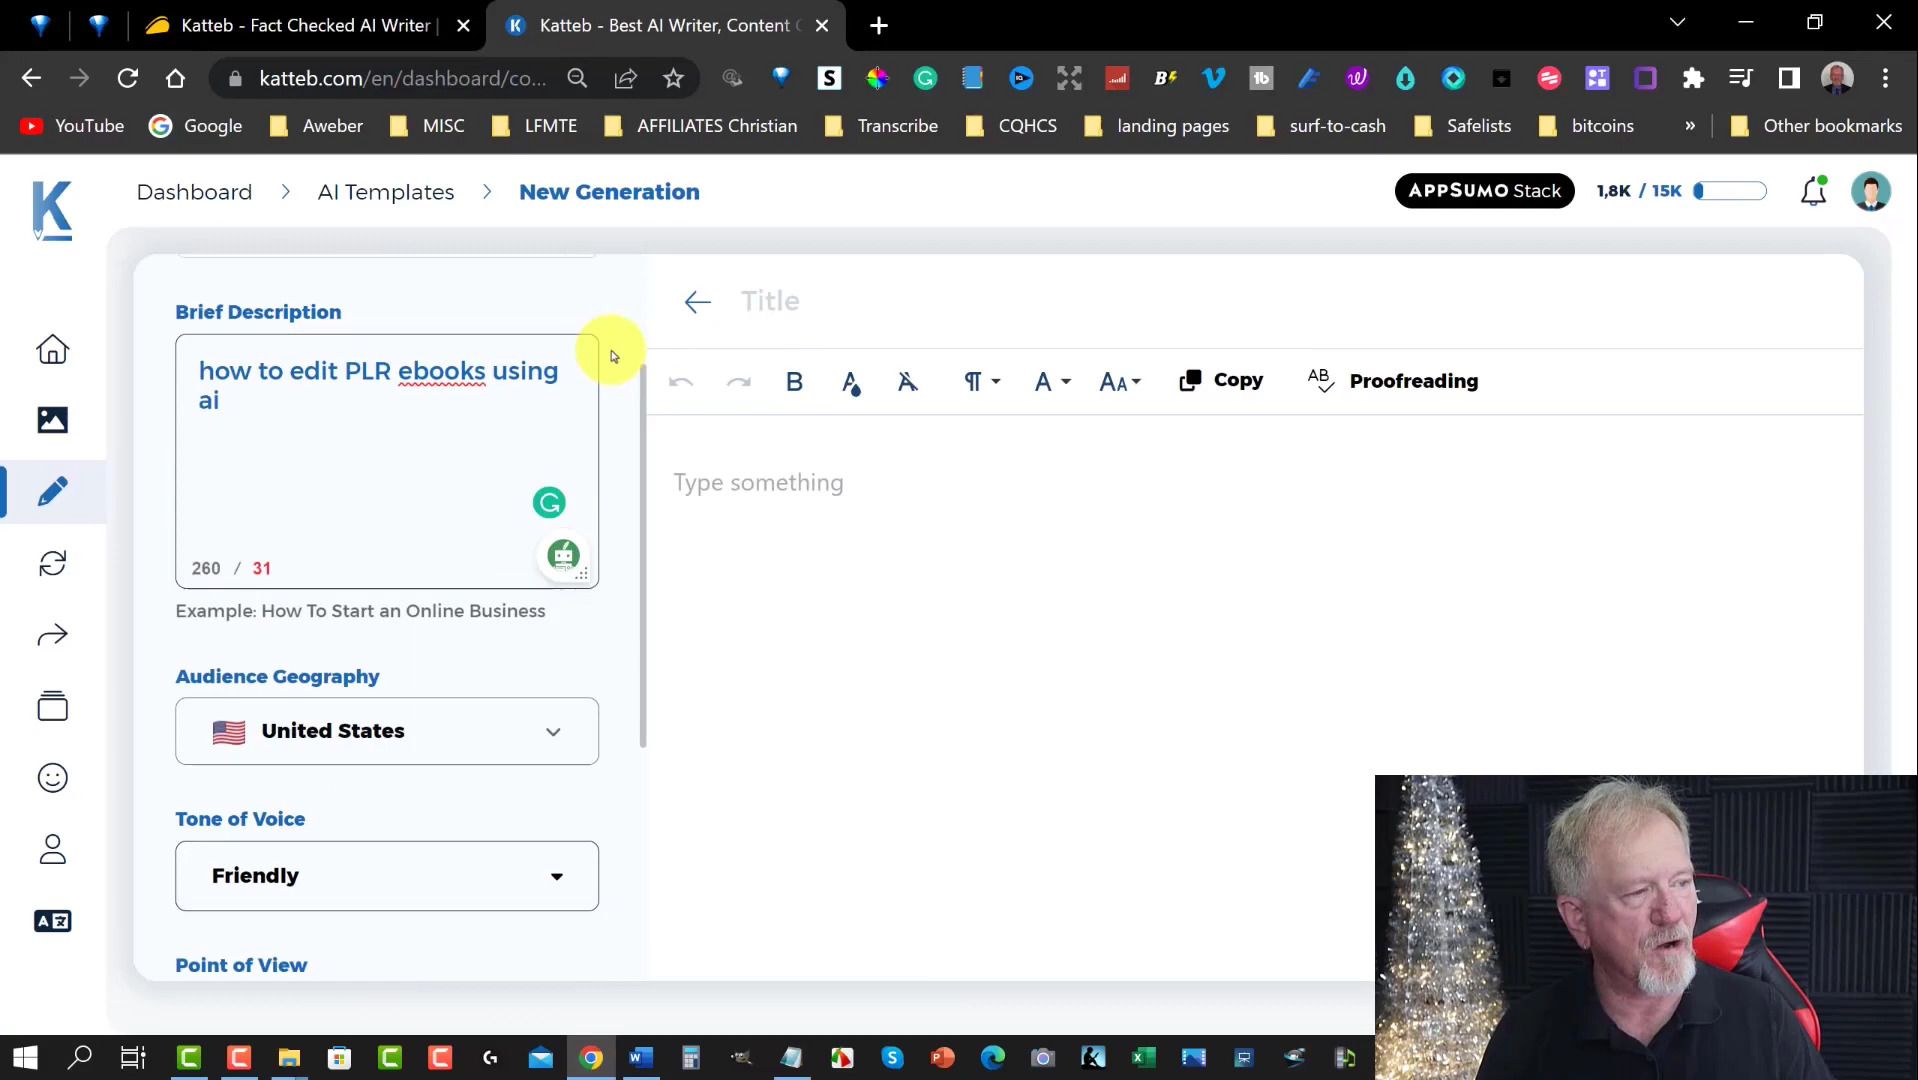 Katteb - Fact Checked AI Writer |
Katteb - Best AI Writer, Content
katteb.com/en/dashboard/co...
YouTube
Google
Aweber
MISC
LFMTE
AFFILIATES Christian
Transcribe
CQHCS
landing pages
surf-to-cash
Safelists
bitcoins
»
Other bookmarks
Dashboard > AI Templates > New Generation
APPSUMO Stack
1,8K / 15K
Brief Description
how to edit PLR ebooks using
ai
260 / 31
Example: How To Start an Online Business
Audience Geography
United States
Tone of Voice
Friendly
Point of View
Title
Copy
Proofreading
Type something